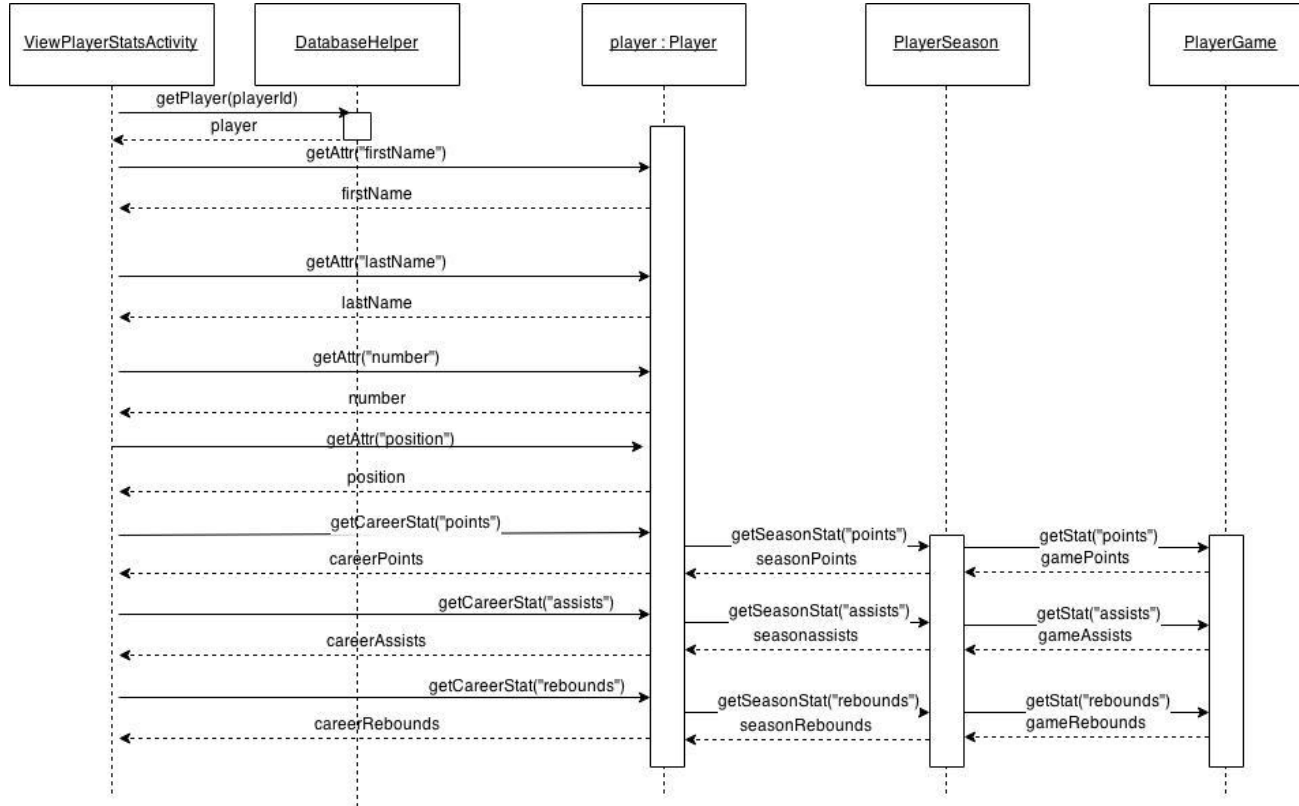 ViewPlayerStatsActivity
DatabaseHelper
player : Player
PlayerSeason
PlayerGame
getPlayer(playerId)
player
getAttr("firstName")
firstName
getAttr("lastName")
lastName
getAttr("number")
number
getAttr("position")
position
getCareerStat("points")
getSeasonStat("points")
getStat("points")
careerPoints
seasonPoints
gamePoints
getCareerStat("assists")
getSeasonStat("assists")
getStat("assists")
careerAssists
seasonassists
gameAssists
getCareerStat("rebounds")
getSeasonStat("rebounds")
getStat("rebounds")
careerRebounds
seasonRebounds
gameRebounds